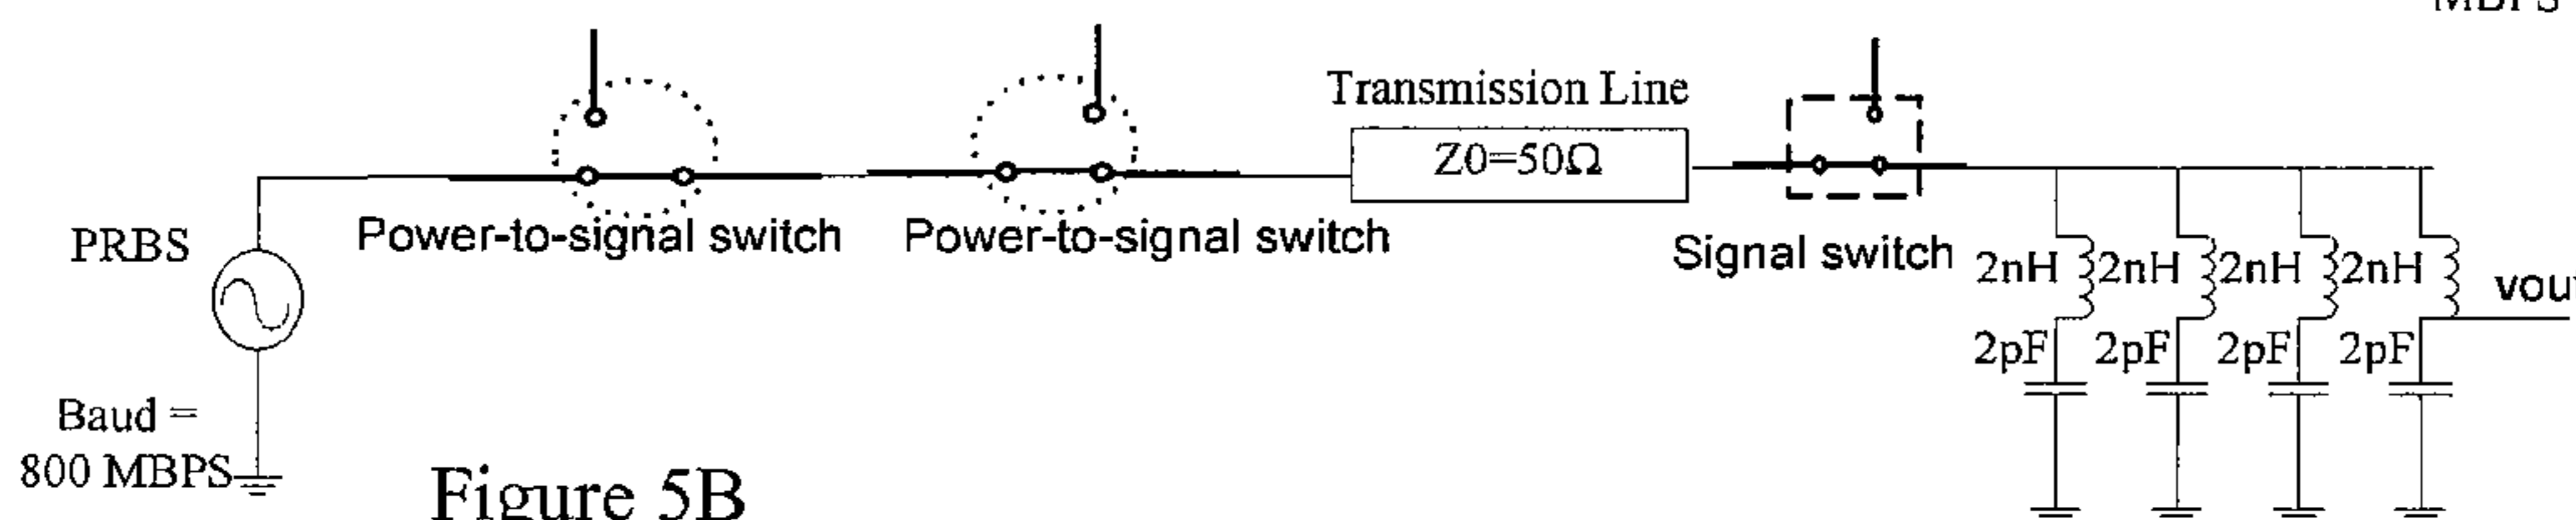 MBPS
Transmission Line
Z0=50Ω
PRBS
Power-to-signal switch
Power-to-signal switch
Signal switch
2nH 2nH 2nH 2nH
2pF 2pF 2pF 2pF
Baud =
800 MBPS
Figure 5B